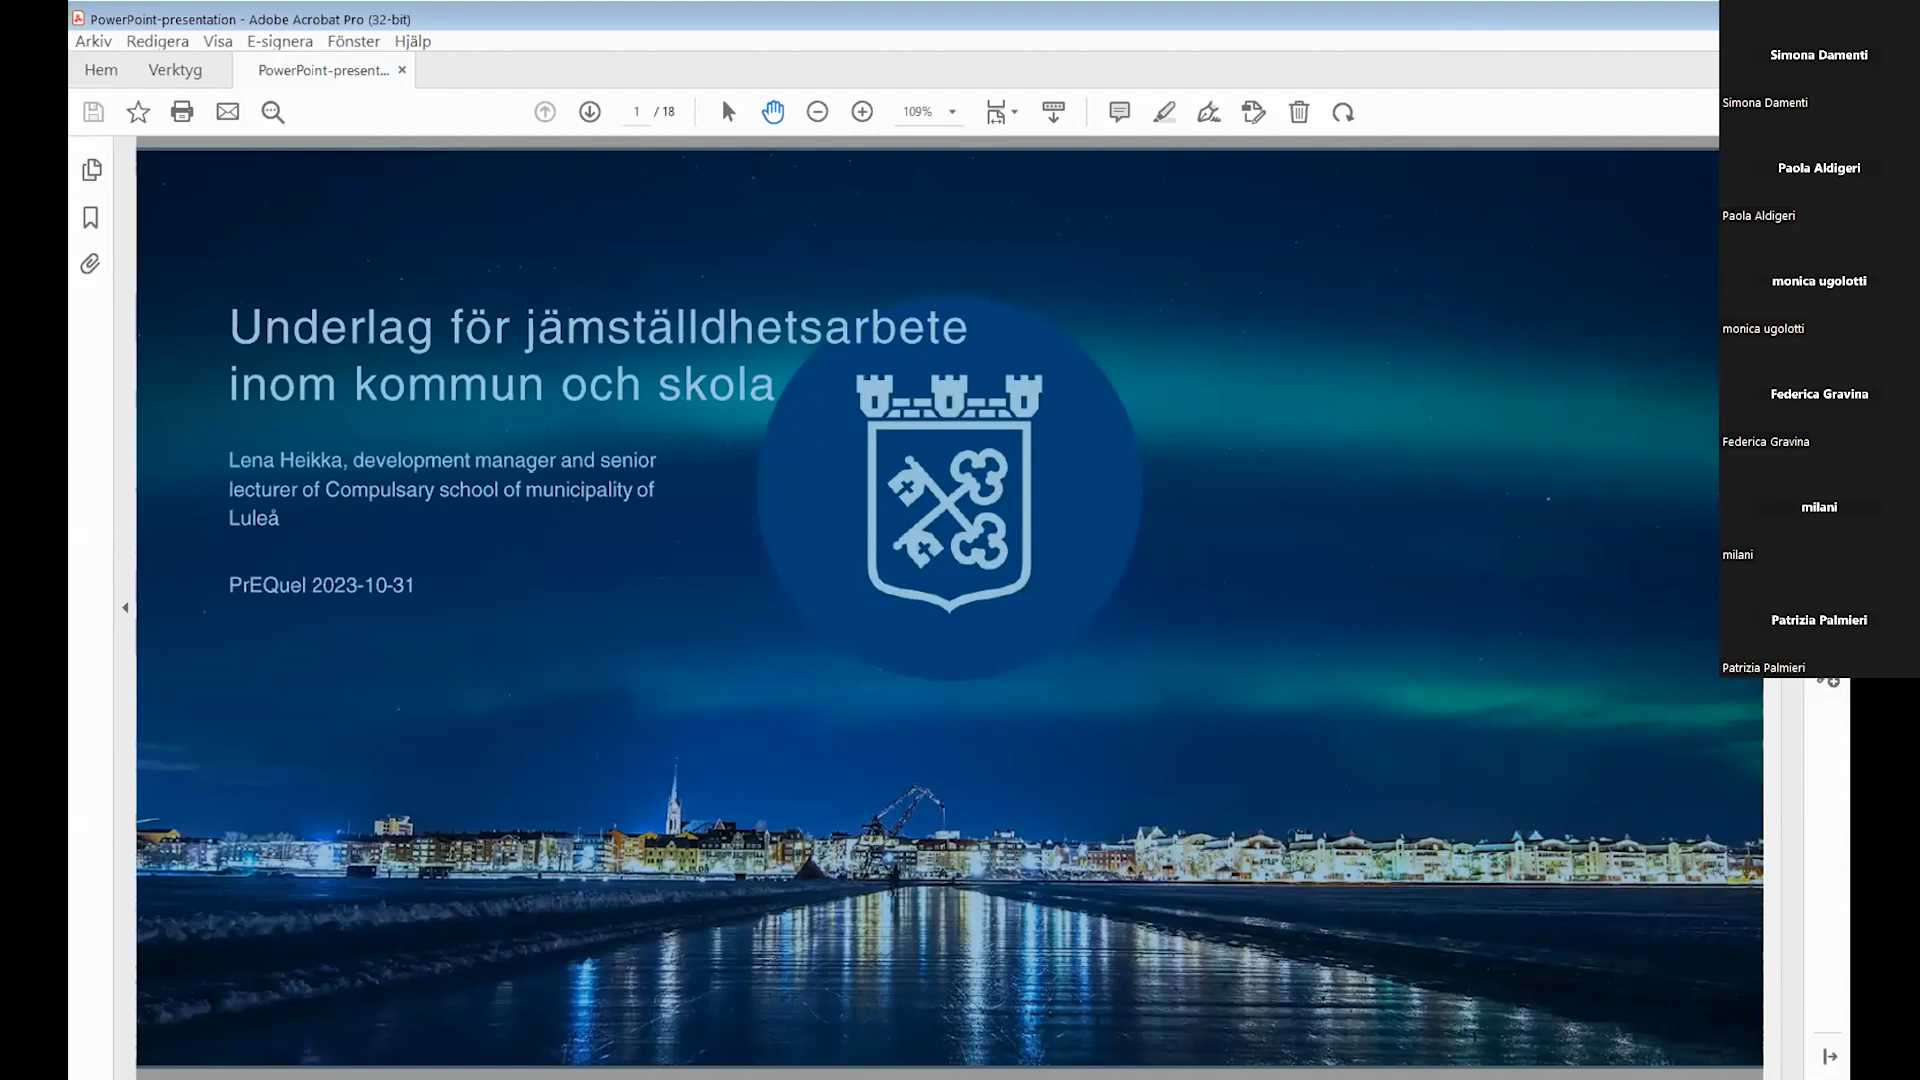 PowerPoint-presentation - Adobe Acrobat Pro (32-bit)
Arkiv Redigera Visa E-signera Fönster Hjälp
Hem Verktyg PowerPoint-present... ×
1 / 18 109%
Underlag för jämställdhetsarbete
inom kommun och skola
Lena Heikka, development manager and senior
lecturer of Compulsary school of municipality of
Luleå
PrEQuel 2023-10-31
Simona Damenti
Simona Damenti
Paola Aldigeri
Paola Aldigeri
monica ugolotti
monica ugolotti
Federica Gravina
Federica Gravina
milani
milani
Patrizia Palmieri
Patrizia Palmieri